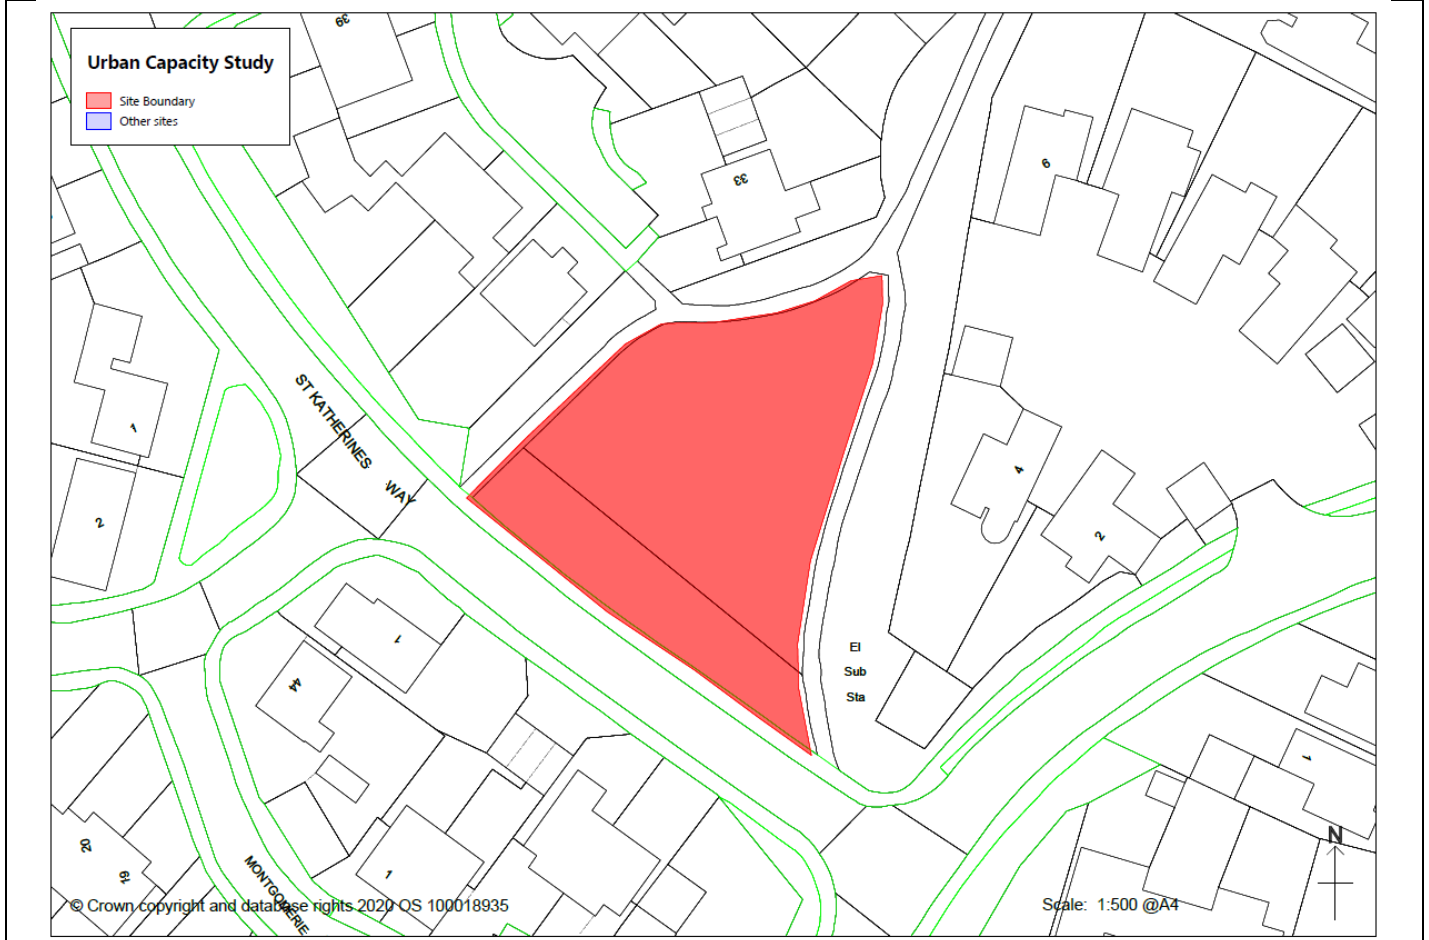 Urban Capacity Study
Site Boundary
Other sites
39
33
9
1
2
ST KATHERINES
WAY
4
2
1
44
El
Sub
Sta
1
20
19
1
MONTGOMERIE
N
© Crown copyright and database rights 2020 OS 100018935
Scale: 1:500 @A4